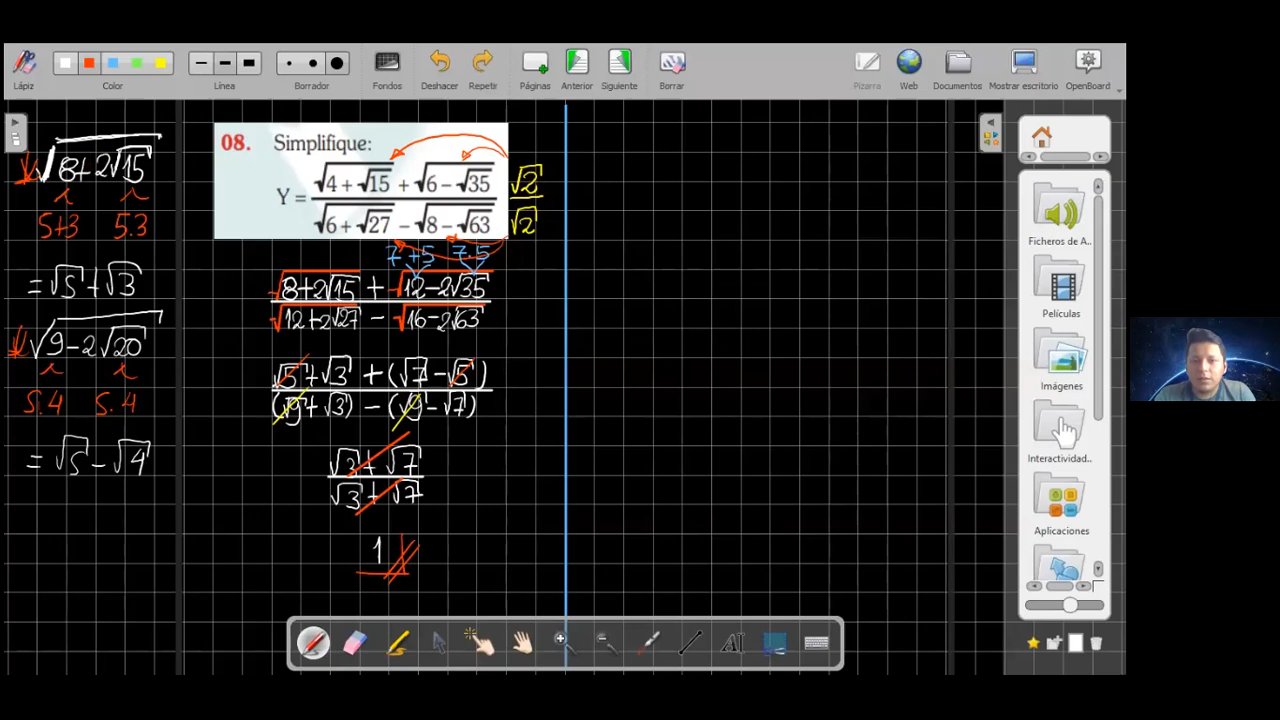 Lápiz Color Línea Borrador Fondos Deshacer Repetir Páginas Anterior Siguiente Borrar Pizarra Web Documentos Mostrar escritorio OpenBoard
√(8+2√15)
5+3 5.3
=√5+√3
√(9-2√20)
5.4 5.4
=√5-√4
08. Simplifique:
Y = (√(4+√15) + √(6-√35)) / (√(6+√27) - √(8-√63))
√2/√2
7+5 7.5
(√(8+2√15) + √(12-2√35)) / (√(12+2√27) - √(16-2√63))
(√5+√3+(√7-√5)) / ((√9+√3)-(√9-√7))
(√3+√7) / (√3+√7)
1
Ficheros de A...
Películas
Imágenes
Interactividad...
Aplicaciones